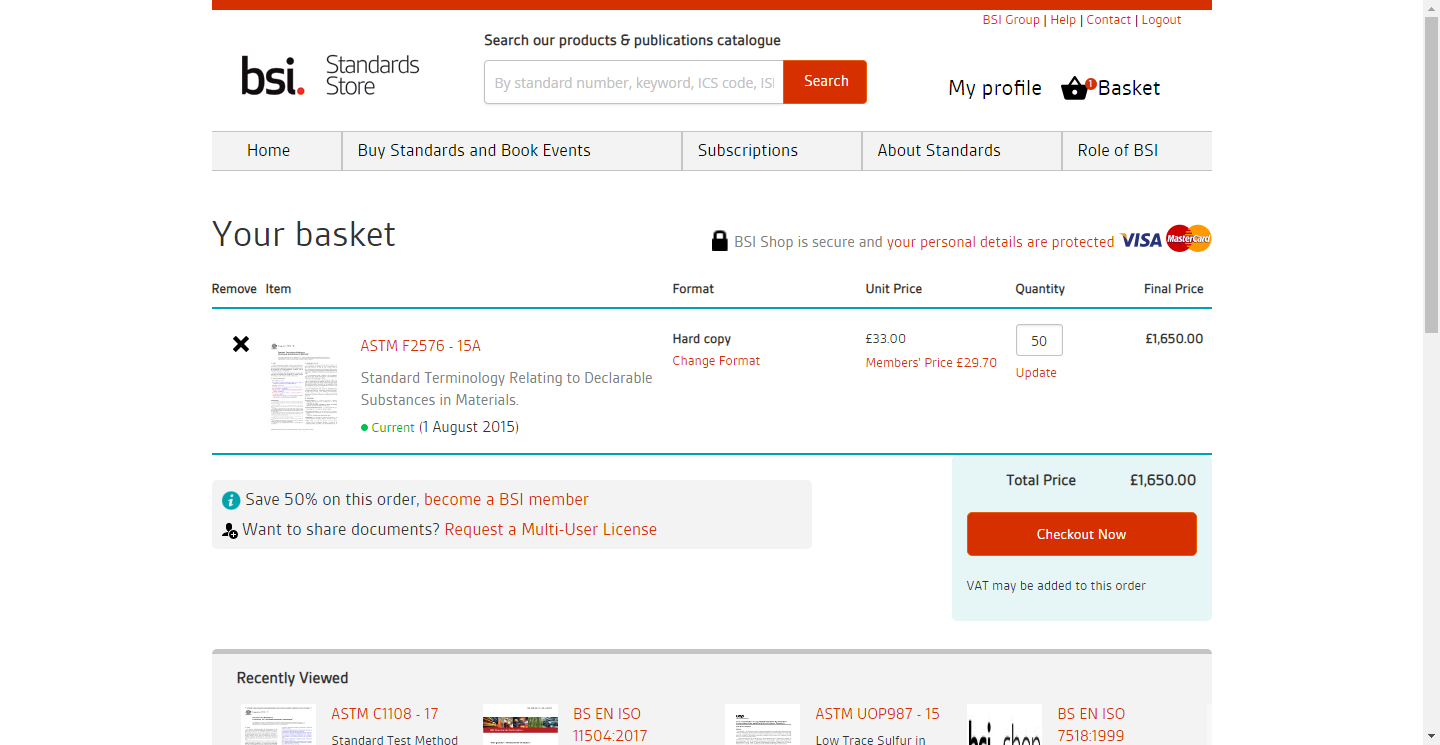 BSI Group | Help | Contact | Logout
Search our products & publications catalogue
bsi. Standards Store
By standard number, keyword, ICS code, ISI
Search
My profile
1
Basket
Home
Buy Standards and Book Events
Subscriptions
About Standards
Role of BSI
Your basket
BSI Shop is secure and your personal details are protected
VISA
MasterCard
Remove Item Format Unit Price Quantity Final Price
ASTM F2576 - 15A
Standard Terminology Relating to Declarable
Substances in Materials.
Current (1 August 2015)
Hard copy
Change Format
£33.00
Members' Price £29.70
50
Update
£1,650.00
Save 50% on this order, become a BSI member
Want to share documents? Request a Multi-User License
Total Price £1,650.00
Checkout Now
VAT may be added to this order
Recently Viewed
ASTM C1108 - 17
Standard Test Method
BS EN ISO
11504:2017
ASTM UOP987 - 15
Low Trace Sulfur in
bsi shop
BS EN ISO
7518:1999